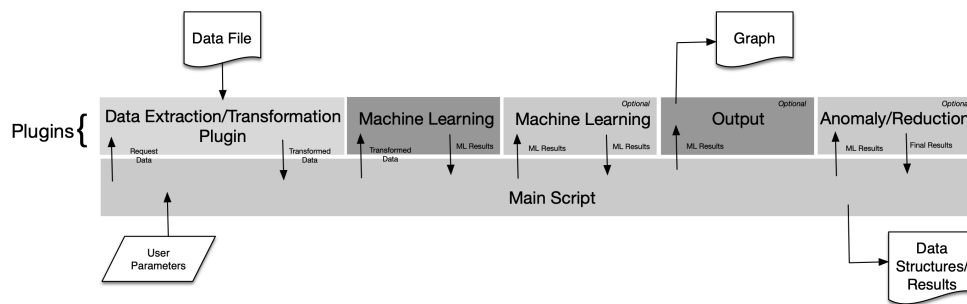 Data File
Graph
Plugins
Data Extraction/Transformation
Plugin
Machine Learning
Optional
Machine Learning
Optional
Output
Optional
Anomaly/Reduction
Request
Data
Transformed
Data
Transformed
Data
ML Results
ML Results
ML Results
ML Results
ML Results
Final Results
Main Script
User
Parameters
Data
Structures/
Results